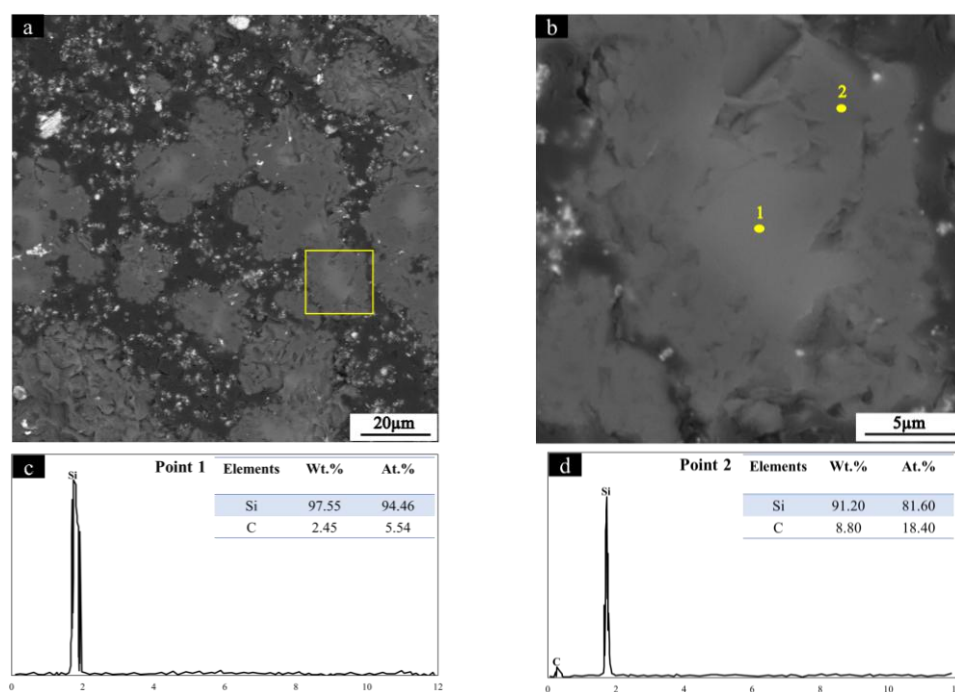 a
20μm
b
2
1
5μm
c
Si
Point 1
Elements Wt.% At.%
Si 97.55 94.46
C 2.45 5.54
0 2 4 6 8 10 12
d
Si
Point 2
Elements Wt.% At.%
Si 91.20 81.60
C 8.80 18.40
C
0 2 4 6 8 10